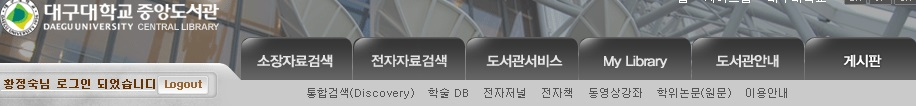 대구대학교 중앙도서관
DAEGU UNIVERSITY CENTRAL LIBRARY
소장자료검색 전자자료검색 도서관서비스 My Library 도서관안내 게시판
황정숙님 로그인 되었습니다 Logout
통합검색(Discovery) 학술 DB 전자저널 전자책 동영상강좌 학위논문(원문) 이용안내